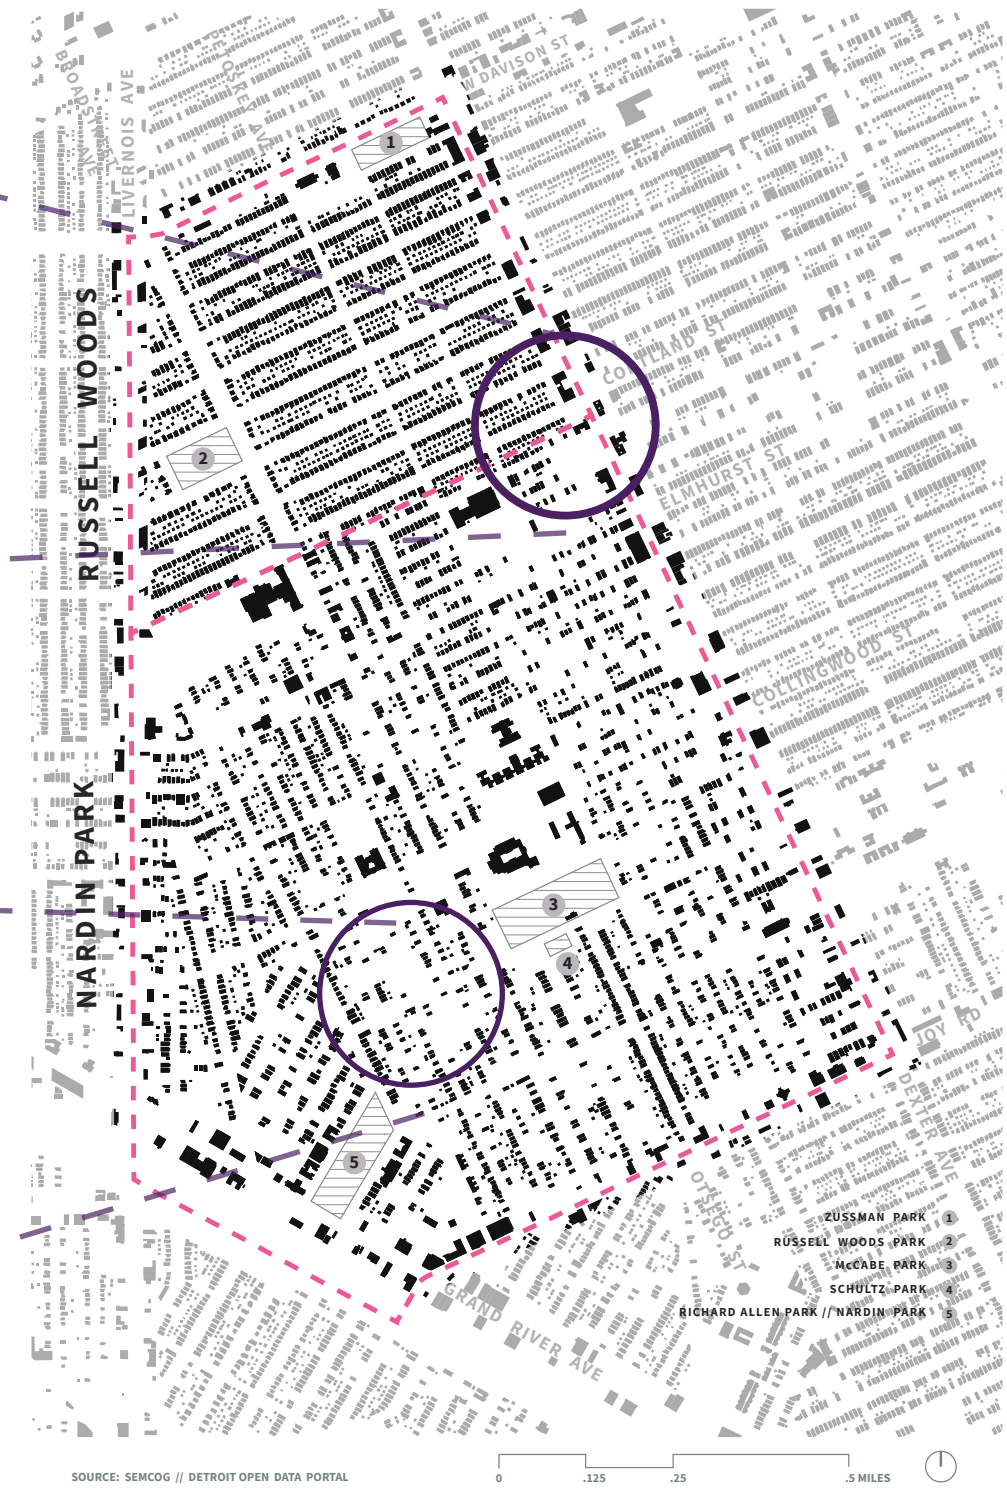 BROADSTREET AVE
LIVERNOIS AVE
PETOSKEY AVE
W DAVISON ST
1
RUSSELL WOODS
COURTLAND ST
2
ELMHURST ST
COLLINGWOOD ST
NARDIN PARK
3
4
JOY RD
DEXTER AVE
5
OTSEGO ST
ZUSSMAN PARK 1
RUSSELL WOODS PARK 2
McCABE PARK 3
SCHULTZ PARK 4
RICHARD ALLEN PARK // NARDIN PARK 5
GRAND RIVER AVE
SOURCE: SEMCOG // DETROIT OPEN DATA PORTAL
0 .125 .25 .5 MILES